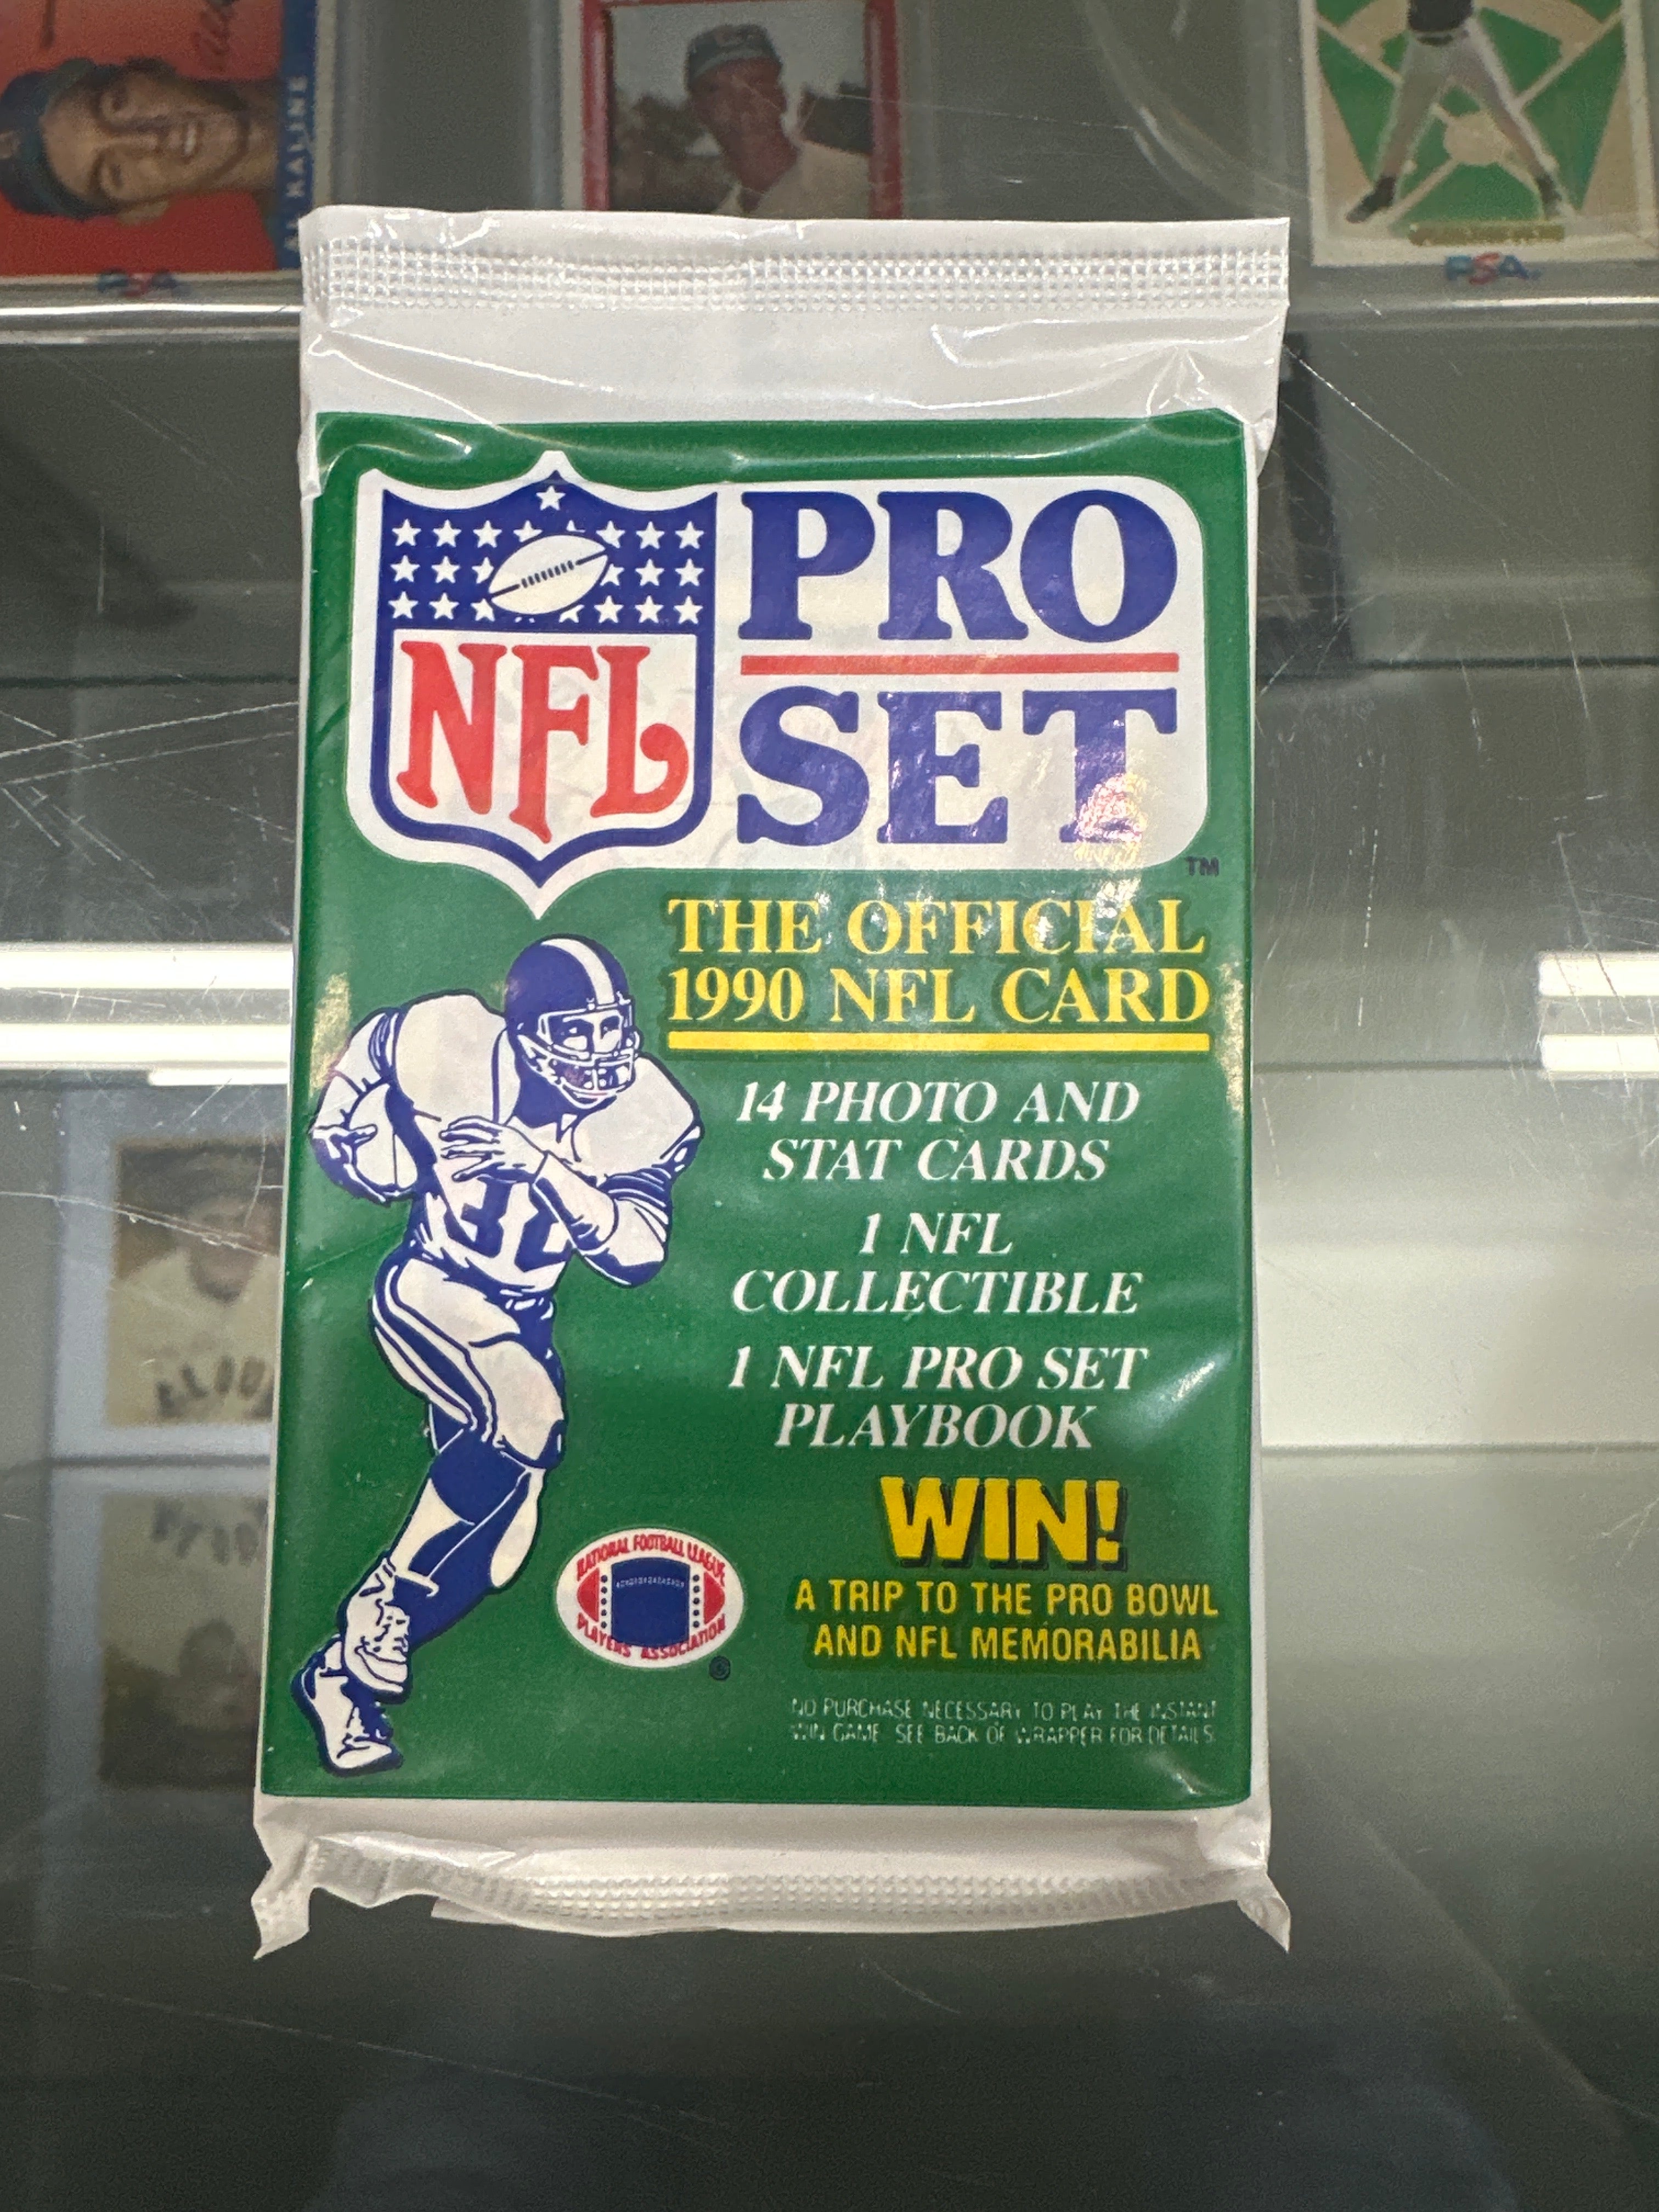 AL KALINE
PSA
PSA
NFL
PRO
SET
TM
THE OFFICIAL
1990 NFL CARD
14 PHOTO AND
STAT CARDS
1 NFL
COLLECTIBLE
1 NFL PRO SET
PLAYBOOK
WIN!
A TRIP TO THE PRO BOWL
AND NFL MEMORABILIA
NO PURCHASE NECESSARY TO PLAY THE INSTANT
WIN GAME. SEE BACK OF WRAPPER FOR DETAILS.
NATIONAL FOOTBALL LEAGUE
PLAYERS ASSOCIATION
®